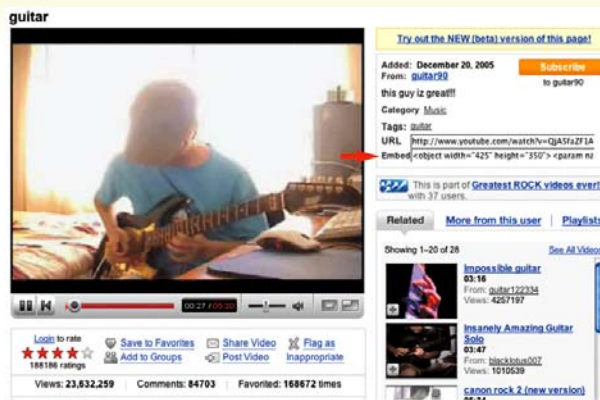 guitar
Try out the NEW (beta) version of this page!
Added: December 20, 2005
Subscribe
From: guitar90
to guitar90
this guy iz great!!!
Category Music
Tags: guitar
URL http://www.youtube.com/watch?v=QjA5faZF1A
Embed <object width="425" height="350"> <param na
This is part of Greatest ROCK videos ever!
with 37 users.
Related
More from this user
Playlists
Showing 1-20 of 28
See All Videos
Impossible guitar
03:16
From: guitar122334
Views: 4257197
Insanely Amazing Guitar
Solo
03:47
From: blacklotus007
Views: 1010539
canon rock 2 (new version)
00:27 / 05:20
Login to rate
188186 ratings
Save to Favorites
Add to Groups
Share Video
Post Video
Flag as
Inappropriate
Views: 23,632,259
Comments: 84703
Favorited: 168672 times